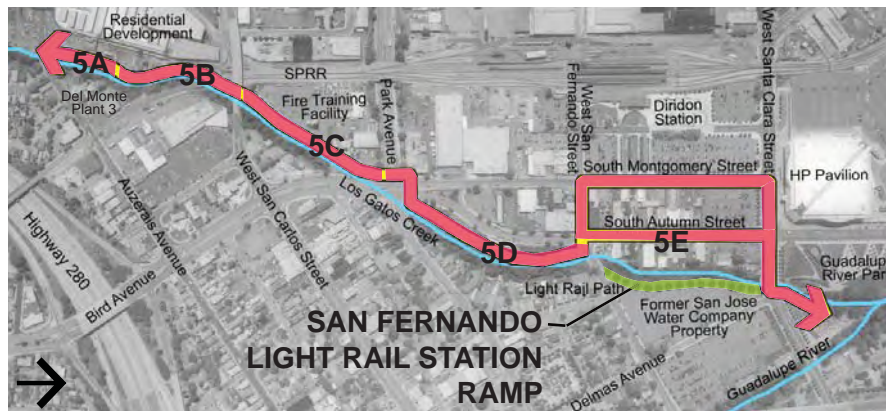 Residential
Development
5A
5B
Del Monte
Plant 3
SPRR
Fire Training
Facility
5C
Park Avenue
West San
Fernando
Street
Diridon
Station
West Santa
Clara Street
HP Pavilion
South Montgomery Street
South Autumn Street
5E
5D
Los Gatos Creek
West San Carlos Street
Auzerais Avenue
Highway 280
Bird Avenue
Guadalupe
River Par
Light Rail Path
Former San Jose
Water Company
Property
SAN FERNANDO
LIGHT RAIL STATION
RAMP
Delmas Avenue
Guadalupe River